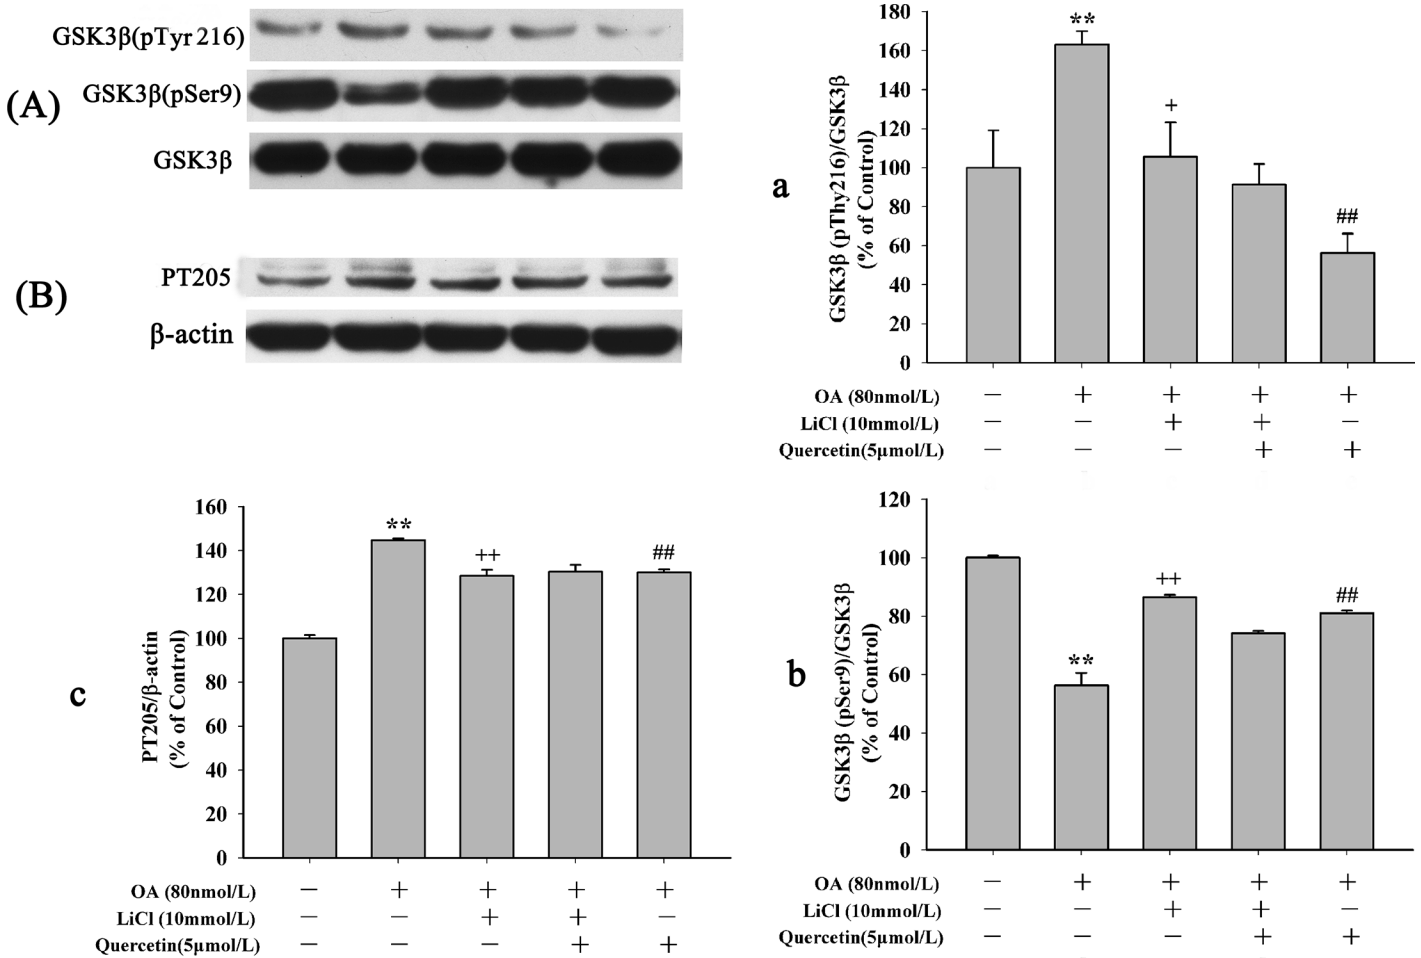 (A)
GSK3β(pTyr 216)
GSK3β(pSer9)
GSK3β
(B)
PT205
β-actin
a
GSK3β (pThy216)/GSK3β
(% of Control)
180
160
140
120
100
80
60
40
20
0
**
+
##
OA (80nmol/L) − + + + +
LiCl (10mmol/L) − − + + −
Quercetin(5μmol/L) − − − + +
c
PT205/β-actin
(% of Control)
160
140
120
100
80
60
40
20
0
**
++
##
OA (80nmol/L) − + + + +
LiCl (10mmol/L) − − + + −
Quercetin(5μmol/L) − − − + +
b
GSK3β (pSer9)/GSK3β
(% of Control)
120
100
80
60
40
20
0
**
++
##
OA (80nmol/L) − + + + +
LiCl (10mmol/L) − − + + −
Quercetin(5μmol/L) − − − + +